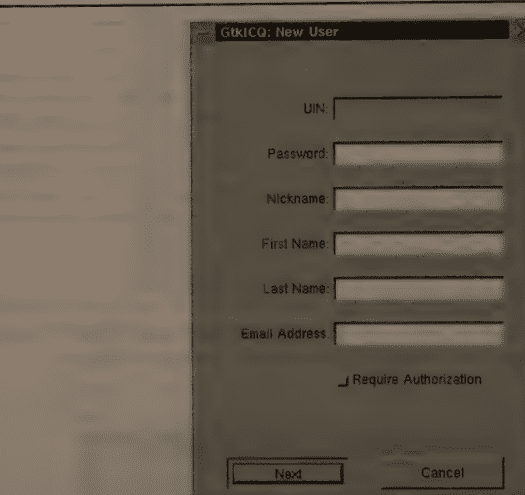 GtkICQ: New User
UIN:
Password:
Nickname:
First Name:
Last Name:
Email Address:
Require Authorization
Next
Cancel